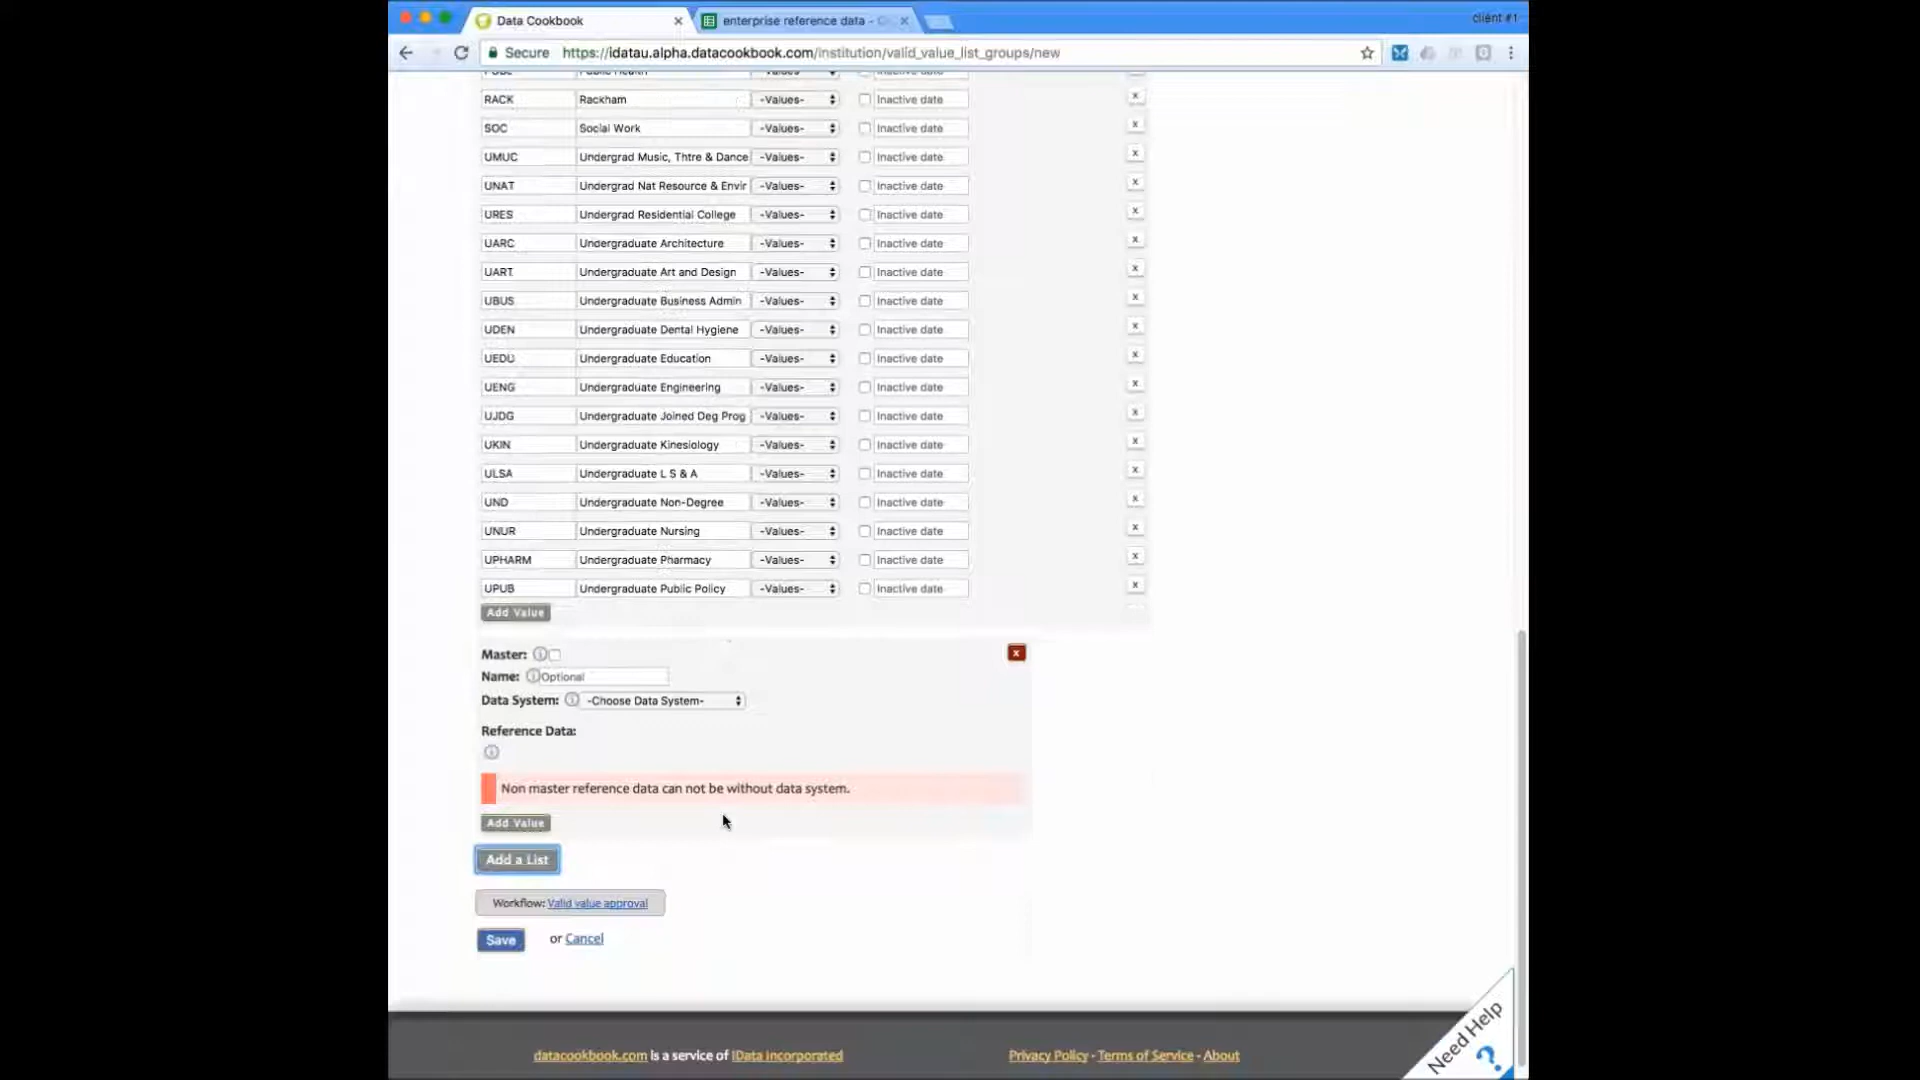 Data Cookbook x
enterprise reference data - x
client #1
Secure https://idatau.alpha.datacookbook.com/institution/valid_value_list_groups/new
Public Health -Values-
RACK Rackham -Values- Inactive date x
SOC Social Work -Values- Inactive date x
UMUC Undergrad Music, Thtre & Dance -Values- Inactive date x
UNAT Undergrad Nat Resource & Envir -Values- Inactive date x
URES Undergrad Residential College -Values- Inactive date x
UARC Undergraduate Architecture -Values- Inactive date x
UART Undergraduate Art and Design -Values- Inactive date x
UBUS Undergraduate Business Admin -Values- Inactive date x
UDEN Undergraduate Dental Hygiene -Values- Inactive date x
UEDU Undergraduate Education -Values- Inactive date x
UENG Undergraduate Engineering -Values- Inactive date x
UJDG Undergraduate Joined Deg Prog -Values- Inactive date x
UKIN Undergraduate Kinesiology -Values- Inactive date x
ULSA Undergraduate L S & A -Values- Inactive date x
UND Undergraduate Non-Degree -Values- Inactive date x
UNUR Undergraduate Nursing -Values- Inactive date x
UPHARM Undergraduate Pharmacy -Values- Inactive date x
UPUB Undergraduate Public Policy -Values- Inactive date x
Add Value
Master: x
Name: Optional
Data System: -Choose Data System-
Reference Data:
Non master reference data can not be without data system.
Add Value
Add a List
Workflow: Valid value approval
Save or Cancel
Need Help ?
datacookbook.com is a service of IData Incorporated
Privacy Policy - Terms of Service - About